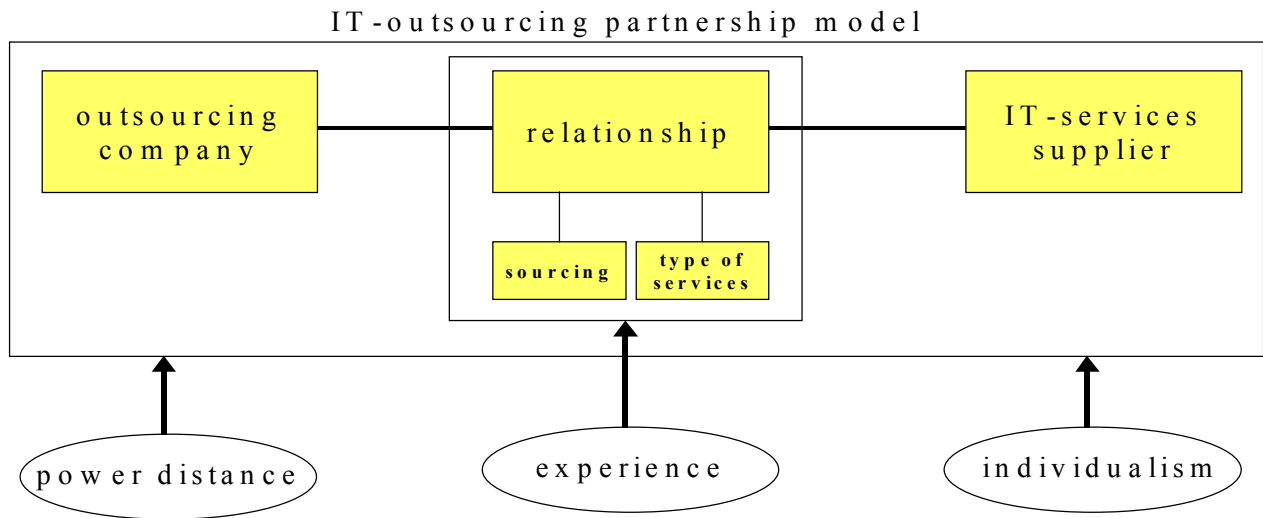 IT-outsourcing partnership model
outsourcing
company
relationship
IT-services
supplier
sourcing
type of
services
power distance
experience
individualism